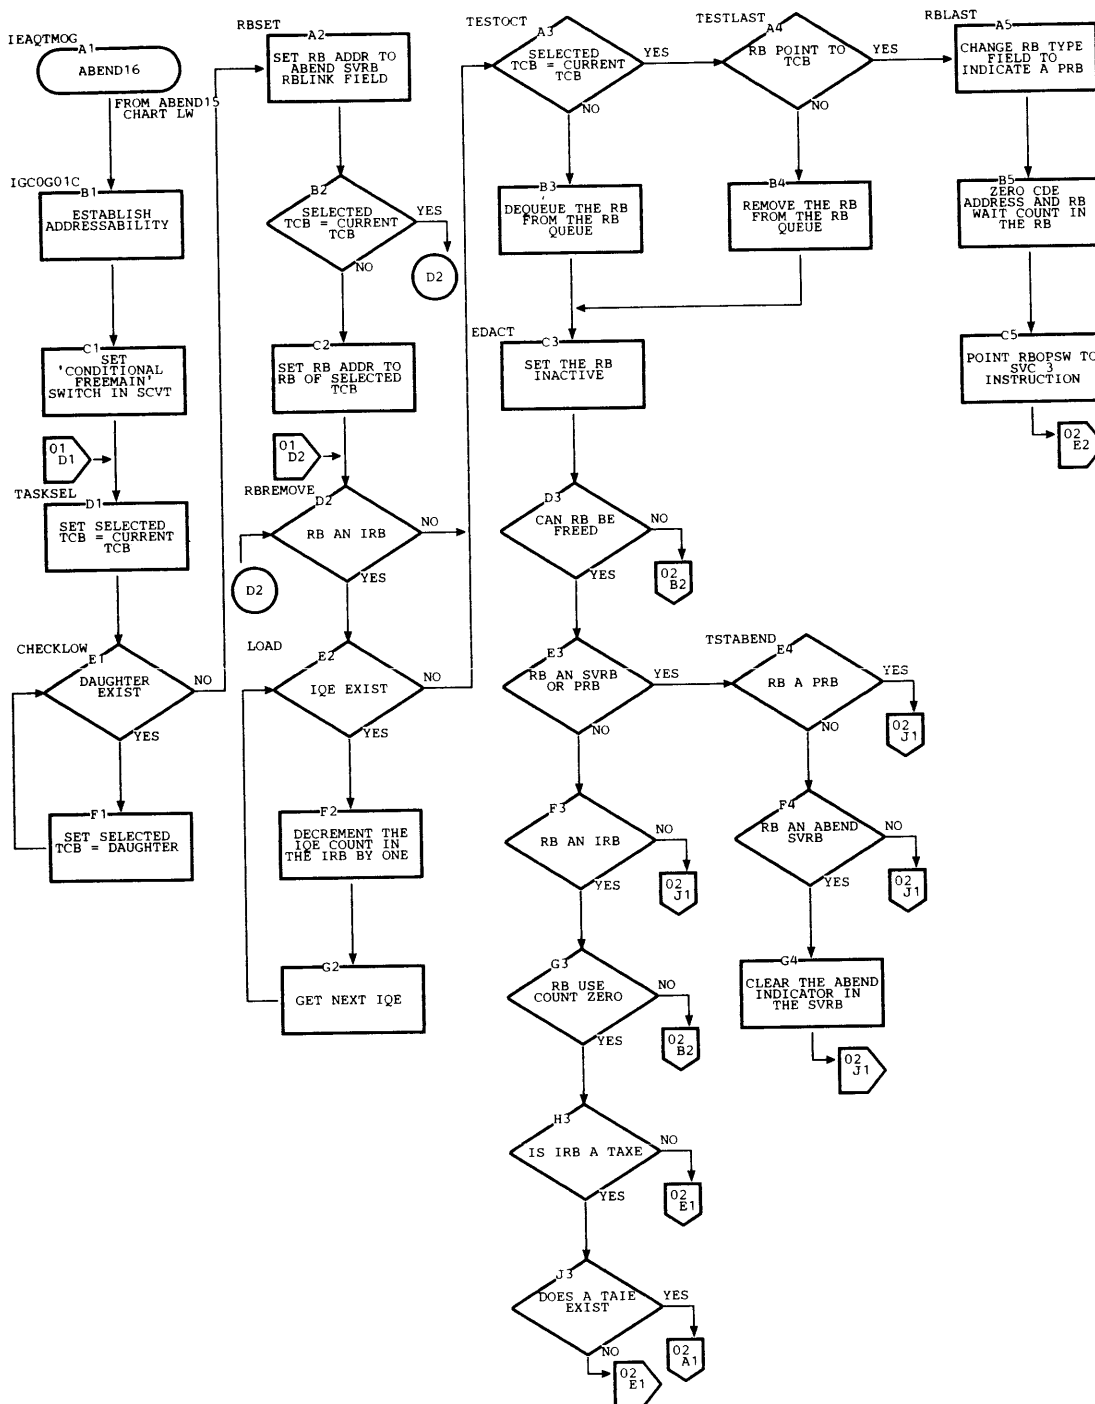 IEAQTMOG
A1
ABEND16
FROM ABEND15
CHART LW
IGC0G01C
B1
ESTABLISH
ADDRESSABILITY
C1
SET
'CONDITIONAL
FREEMAIN'
SWITCH IN SCVT
01
D1
TASKSEL
D1
SET SELECTED
TCB = CURRENT
TCB
CHECKLOW
E1
DAUGHTER
EXIST
NO
YES
F1
SET SELECTED
TCB = DAUGHTER
RBSET
A2
SET RB ADDR TO
ABEND SVRB
RBLINK FIELD
B2
SELECTED
TCB = CURRENT
TCB
YES
NO
D2
C2
SET RB ADDR TO
RB OF SELECTED
TCB
01
D2
RBREMOVE
D2
RB AN IRB
NO
YES
D2
LOAD
E2
IQE EXIST
NO
YES
F2
DECREMENT THE
IQE COUNT IN
THE IRB BY ONE
G2
GET NEXT IQE
TESTOCT
A3
SELECTED
TCB = CURRENT
TCB
YES
NO
B3
DEQUEUE THE RB
FROM THE RB
QUEUE
EDACT
C3
SET THE RB
INACTIVE
D3
CAN RB BE
FREED
NO
02
B2
YES
E3
RB AN SVRB
OR PRB
YES
NO
F3
RB AN IRB
NO
02
J1
YES
G3
RB USE
COUNT ZERO
NO
02
B2
YES
H3
IS IRB A TAXE
NO
02
E1
YES
J3
DOES A TAIE
EXIST
YES
02
A1
NO
02
E1
TESTLAST
A4
RB POINT TO
TCB
YES
NO
B4
REMOVE THE RB
FROM THE RB
QUEUE
TSTABEND
E4
RB A PRB
YES
02
J1
NO
F4
RB AN ABEND
SVRB
NO
02
J1
YES
G4
CLEAR THE ABEND
INDICATOR IN
THE SVRB
02
J1
RBLAST
A5
CHANGE RB TYPE
FIELD TO
INDICATE A PRB
B5
ZERO CDE
ADDRESS AND RB
WAIT COUNT IN
THE RB
C5
POINT RBOPSW TO
SVC 3
INSTRUCTION
02
E2